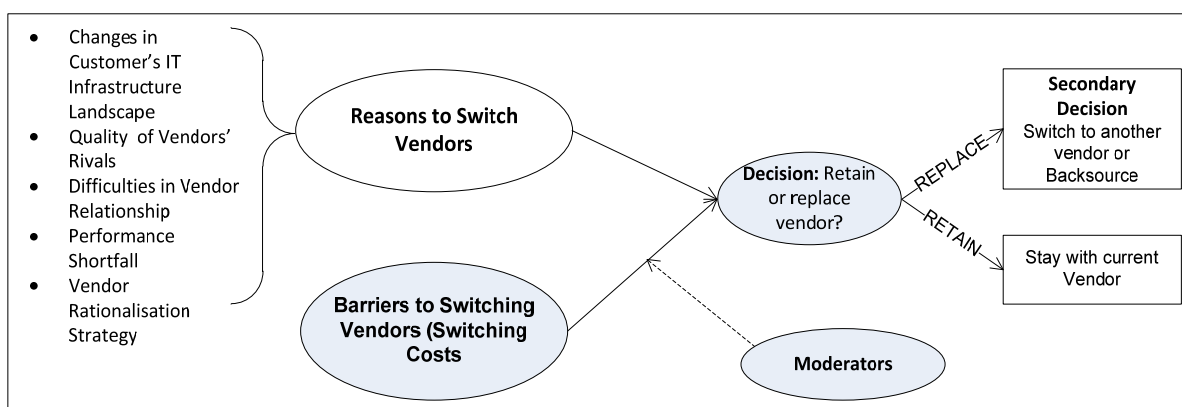 • Changes in
Customer's IT
Infrastructure
Landscape
• Quality of Vendors'
Rivals
• Difficulties in Vendor
Relationship
• Performance
Shortfall
• Vendor
Rationalisation
Strategy
Reasons to Switch
Vendors
Barriers to Switching
Vendors (Switching
Costs
Decision: Retain
or replace
vendor?
Moderators
REPLACE
RETAIN
Secondary
Decision
Switch to another
vendor or
Backsource
Stay with current
Vendor